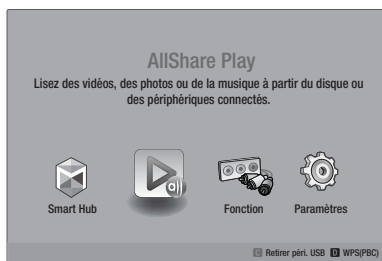 AllShare Play
Lisez des vidéos, des photos ou de la musique à partir du disque ou
des périphériques connectés.
Smart Hub
Fonction
Paramètres
C Retirer péri. USB D WPS(PBC)